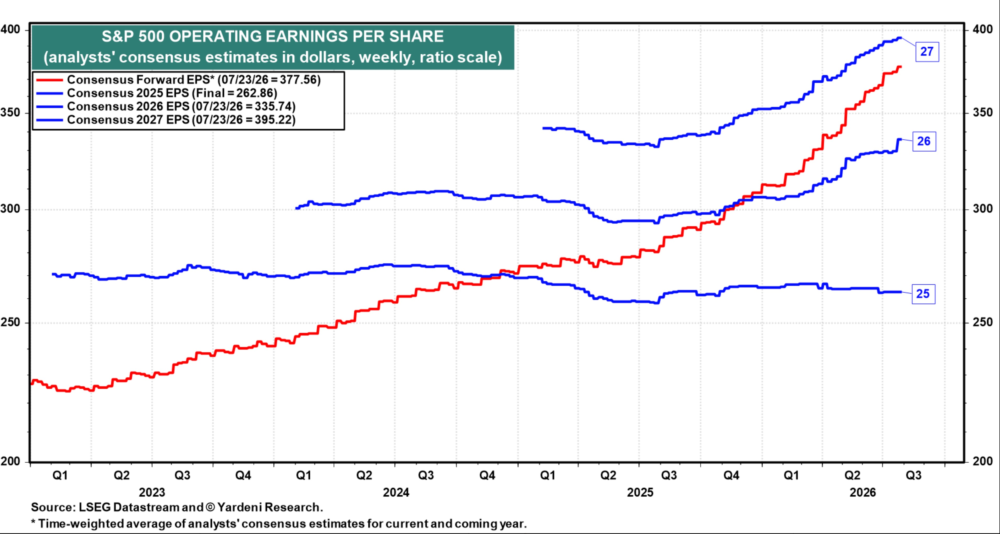 S&P 500 OPERATING EARNINGS PER SHARE
(analysts' consensus estimates in dollars, weekly, ratio scale)
Consensus Forward EPS* (07/23/26 = 377.56)
Consensus 2025 EPS (Final = 262.86)
Consensus 2026 EPS (07/23/26 = 335.74)
Consensus 2027 EPS (07/23/26 = 395.22)
400 400
27
350 350
26
300 300
25
250 250
200 200
Q1 Q2 Q3 Q4 Q1 Q2 Q3 Q4 Q1 Q2 Q3 Q4 Q1 Q2 Q3
2023 2024 2025 2026
Source: LSEG Datastream and © Yardeni Research.
* Time-weighted average of analysts' consensus estimates for current and coming year.